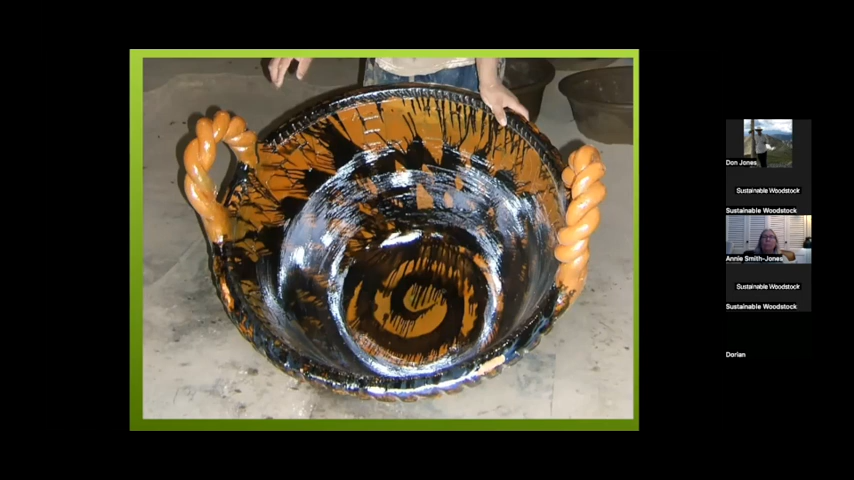 Don Jones
Sustainable Woodstock
Sustainable Woodstock
Annie Smith-Jones
Sustainable Woodstock
Sustainable Woodstock
Dorian